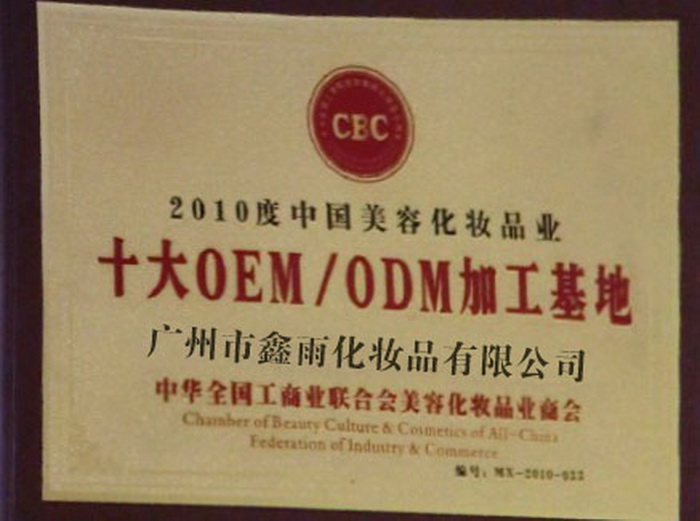 CBC
2010度中国美容化妆品业
十大OEM/ODM加工基地
广州市鑫雨化妆品有限公司
中华全国工商业联合会美容化妆品业商会
Chamber of Beauty Culture & Cosmetics of All-China
Federation of Industry & Commerce
编号：MX-2010-033